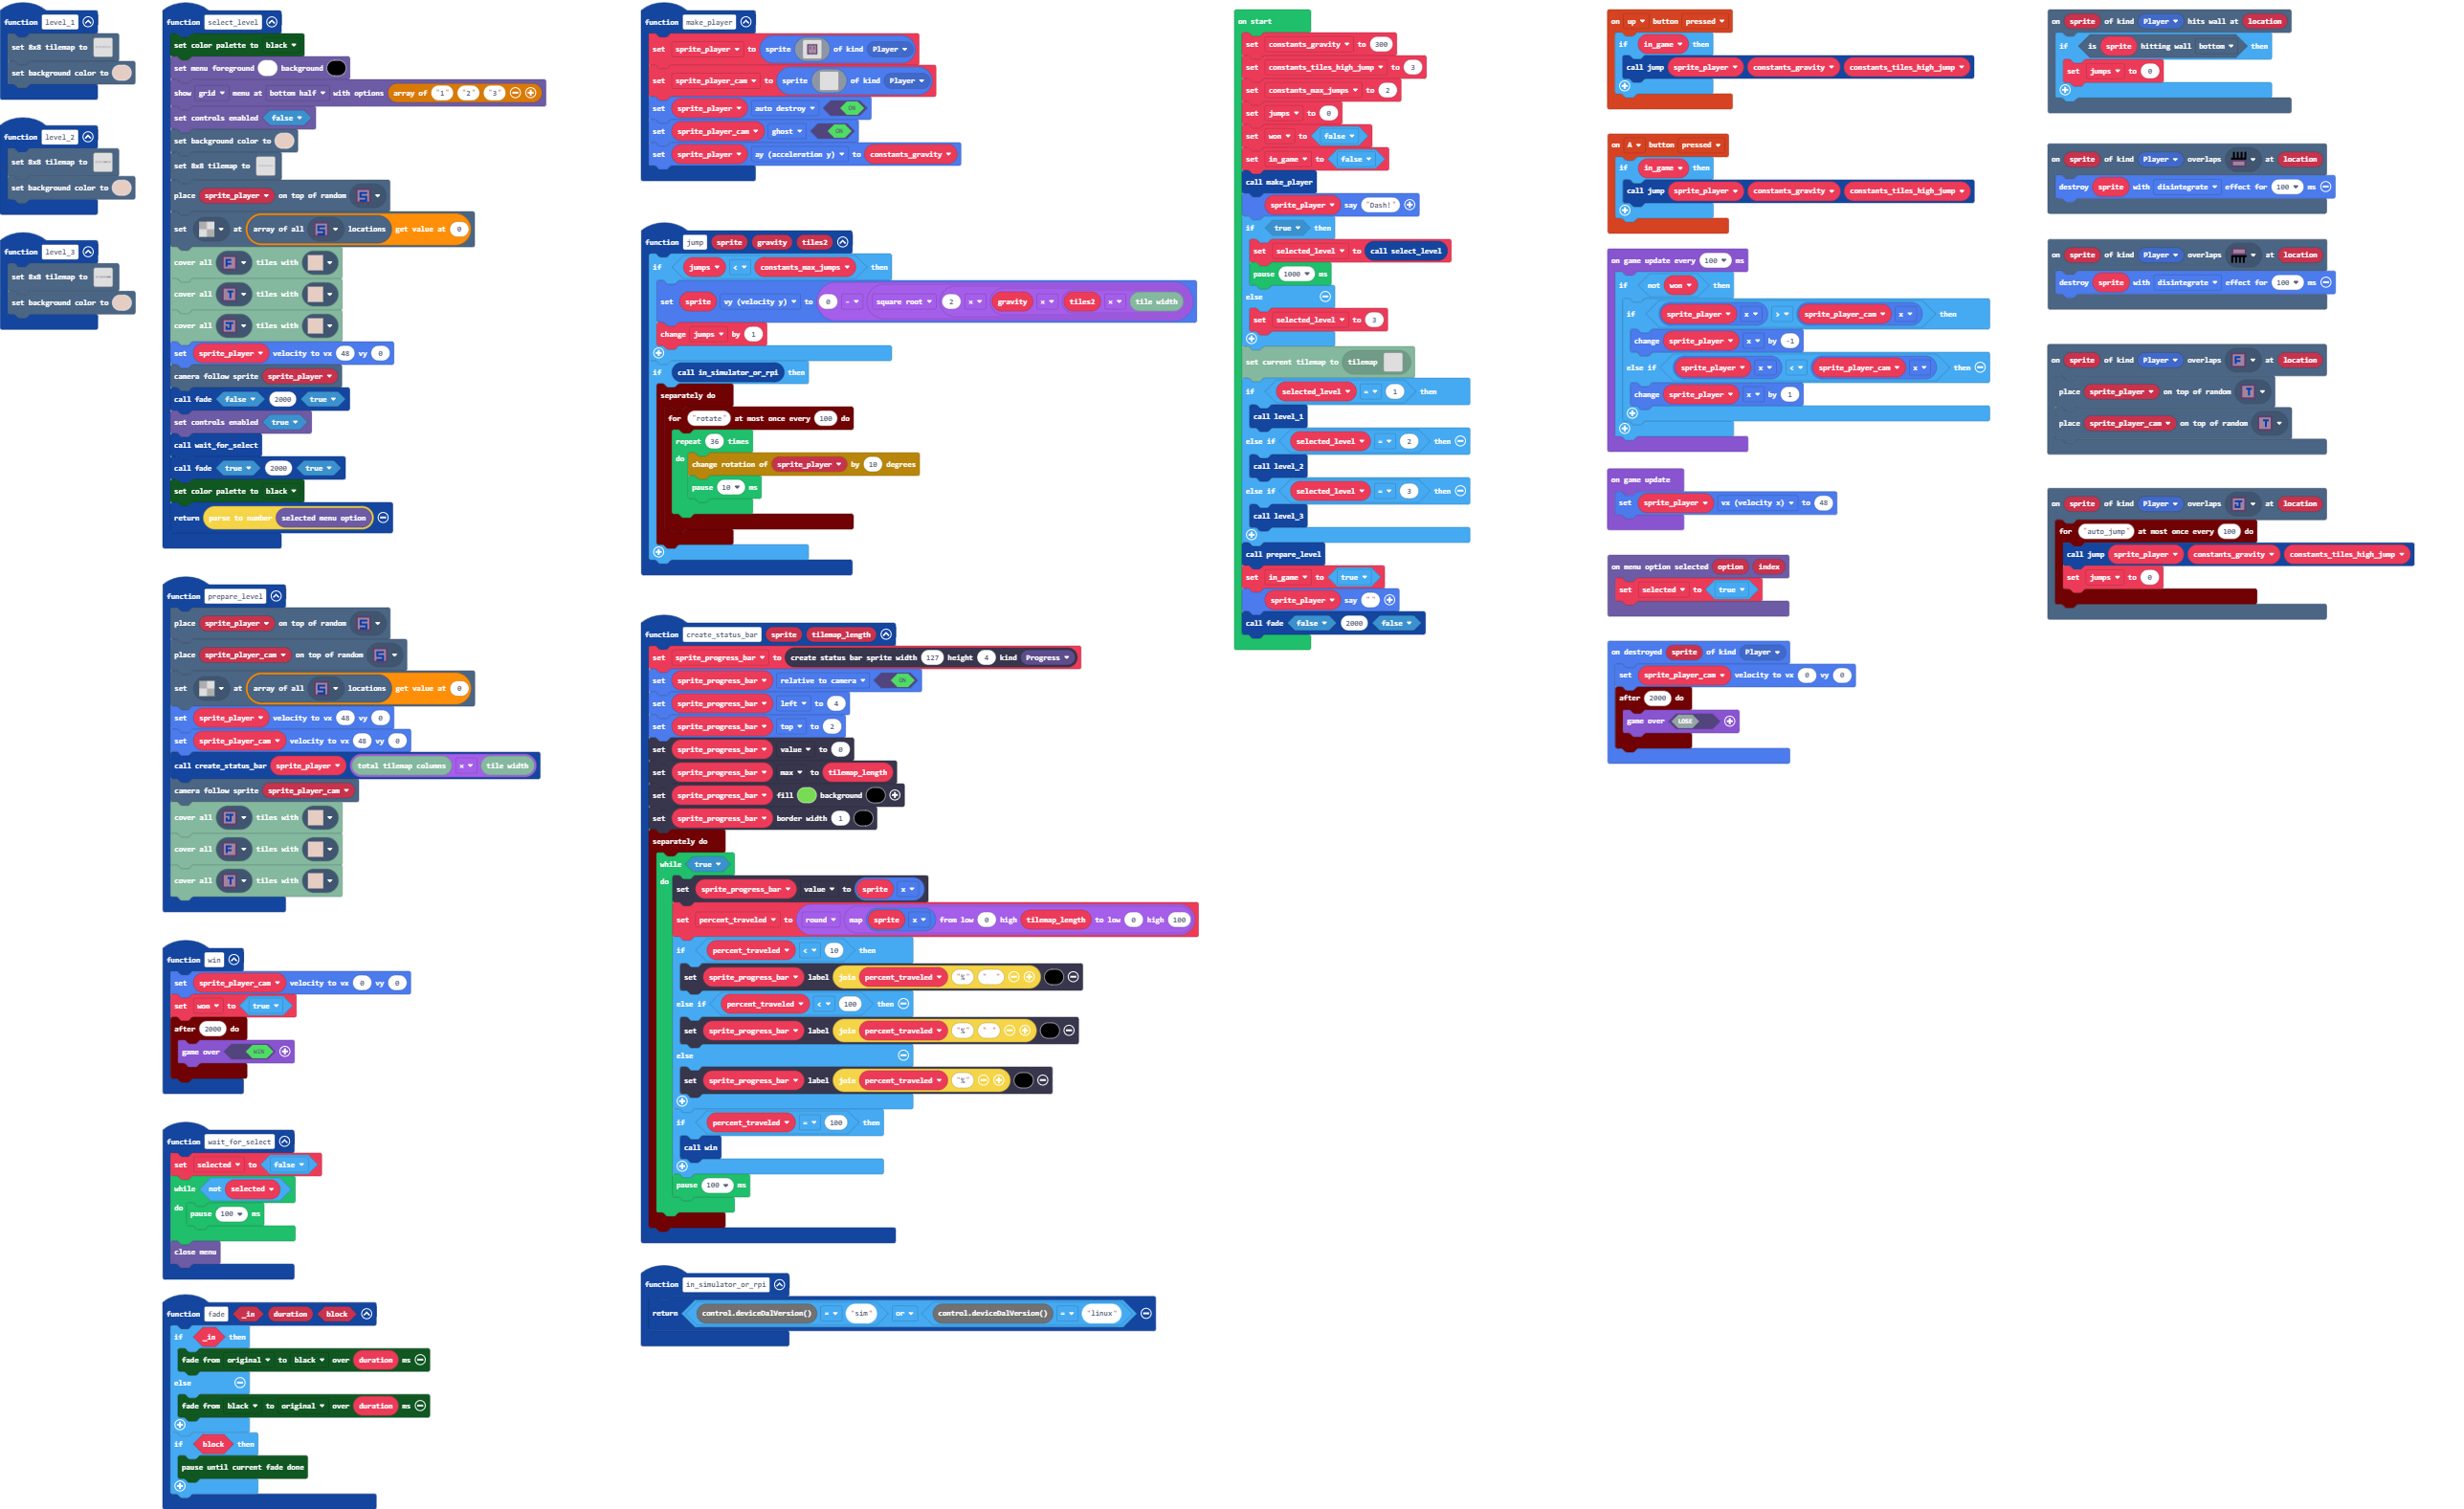 function level_1
set 8x8 tilemap to
set background color to
function level_2
set 8x8 tilemap to
set background color to
function level_3
set 8x8 tilemap to
set background color to
function select_level
set color palette to black
set menu foreground background
show grid menu at bottom half with options array of "1" "2" "3"
set controls enabled false
set background color to
set 8x8 tilemap to
place sprite_player on top of random S
set at array of all S locations get value at 0
cover all F tiles with
cover all T tiles with
cover all J tiles with
set sprite_player velocity to vx 48 vy 0
camera follow sprite sprite_player
call fade false 2000 true
set controls enabled true
call wait_for_select
call fade true 2000 true
set color palette to black
return parse to number selected menu option
function prepare_level
place sprite_player on top of random S
place sprite_player_cam on top of random S
set at array of all S locations get value at 0
set sprite_player velocity to vx 48 vy 0
set sprite_player_cam velocity to vx 48 vy 0
call create_status_bar sprite_player total tilemap columns x tile width
camera follow sprite sprite_player_cam
cover all J tiles with
cover all F tiles with
cover all T tiles with
function win
set sprite_player_cam velocity to vx 0 vy 0
set won to true
after 2000 do
game over WIN
function wait_for_select
set selected to false
while not selected
do
pause 100 ms
close menu
function fade _in duration block
if _in then
fade from original to black over duration ms
else
fade from black to original over duration ms
if block then
pause until current fade done
function make_player
set sprite_player to sprite of kind Player
set sprite_player_cam to sprite of kind Player
set sprite_player auto destroy ON
set sprite_player_cam ghost ON
set sprite_player ay (acceleration y) to constants_gravity
function jump sprite gravity tiles2
if jumps < constants_max_jumps then
set sprite vy (velocity y) to 0 - square root 2 x gravity x tiles2 x tile width
change jumps by 1
if call in_simulator_or_rpi then
separately do
for "rotate" at most once every 100 do
repeat 36 times
do
change rotation of sprite_player by 10 degrees
pause 10 ms
function create_status_bar sprite tilemap_length
set sprite_progress_bar to create status bar sprite width 127 height 4 kind Progress
set sprite_progress_bar relative to camera ON
set sprite_progress_bar left to 4
set sprite_progress_bar top to 2
set sprite_progress_bar value to 0
set sprite_progress_bar max to tilemap_length
set sprite_progress_bar fill background
set sprite_progress_bar border width 1
separately do
while true
do
set sprite_progress_bar value to sprite x
set percent_traveled to round map sprite x from low 0 high tilemap_length to low 0 high 100
if percent_traveled < 10 then
set sprite_progress_bar label join percent_traveled "%" "  "
else if percent_traveled < 100 then
set sprite_progress_bar label join percent_traveled "%" " "
else
set sprite_progress_bar label join percent_traveled "%"
if percent_traveled = 100 then
call win
pause 100 ms
function in_simulator_or_rpi
return control.deviceDalVersion() = "sim" or control.deviceDalVersion() = "linux"
on start
set constants_gravity to 300
set constants_tiles_high_jump to 3
set constants_max_jumps to 2
set jumps to 0
set won to false
set in_game to false
call make_player
sprite_player say "Dash!"
if true then
set selected_level to call select_level
pause 1000 ms
else
set selected_level to 3
set current tilemap to tilemap
if selected_level = 1 then
call level_1
else if selected_level = 2 then
call level_2
else if selected_level = 3 then
call level_3
call prepare_level
set in_game to true
sprite_player say " "
call fade false 2000 false
on up button pressed
if in_game then
call jump sprite_player constants_gravity constants_tiles_high_jump
on A button pressed
if in_game then
call jump sprite_player constants_gravity constants_tiles_high_jump
on game update every 100 ms
if not won then
if sprite_player x > sprite_player_cam x then
change sprite_player x by -1
else if sprite_player x < sprite_player_cam x then
change sprite_player x by 1
on game update
set sprite_player vx (velocity x) to 48
on menu option selected option index
set selected to true
on destroyed sprite of kind Player
set sprite_player_cam velocity to vx 0 vy 0
after 2000 do
game over LOSE
on sprite of kind Player hits wall at location
if is sprite hitting wall bottom then
set jumps to 0
on sprite of kind Player overlaps at location
destroy sprite with disintegrate effect for 100 ms
on sprite of kind Player overlaps at location
destroy sprite with disintegrate effect for 100 ms
on sprite of kind Player overlaps F at location
place sprite_player on top of random T
place sprite_player_cam on top of random T
on sprite of kind Player overlaps J at location
for "auto_jump" at most once every 100 do
call jump sprite_player constants_gravity constants_tiles_high_jump
set jumps to 0